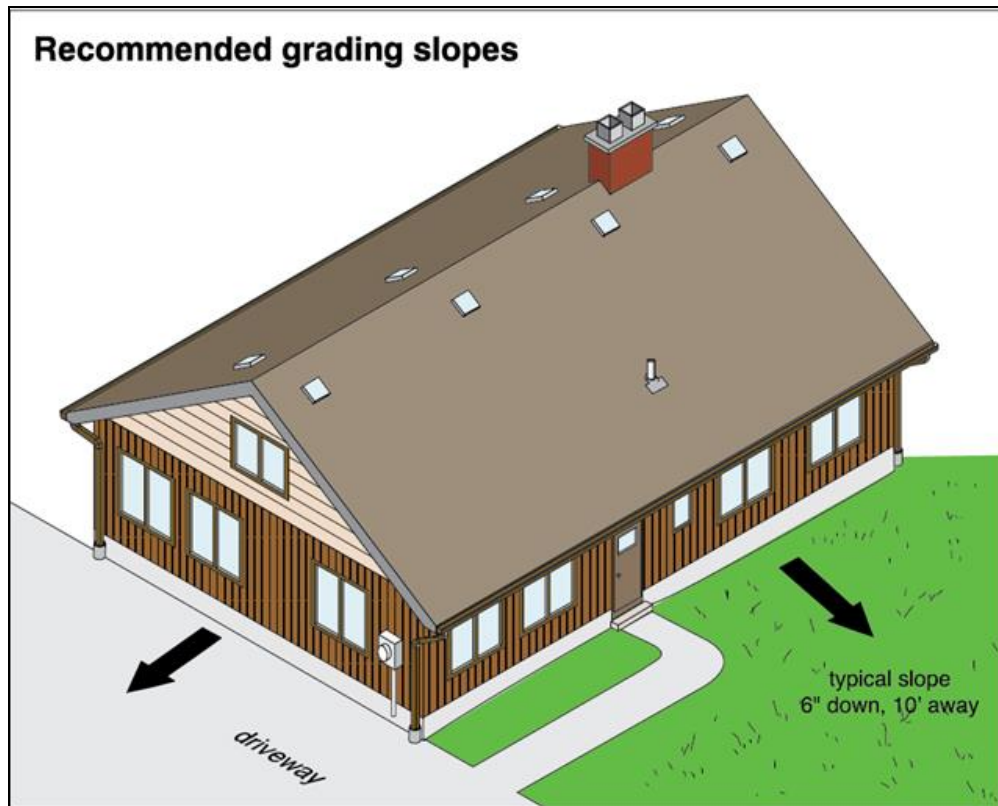 Recommended grading slopes
typical slope
6" down, 10' away
driveway